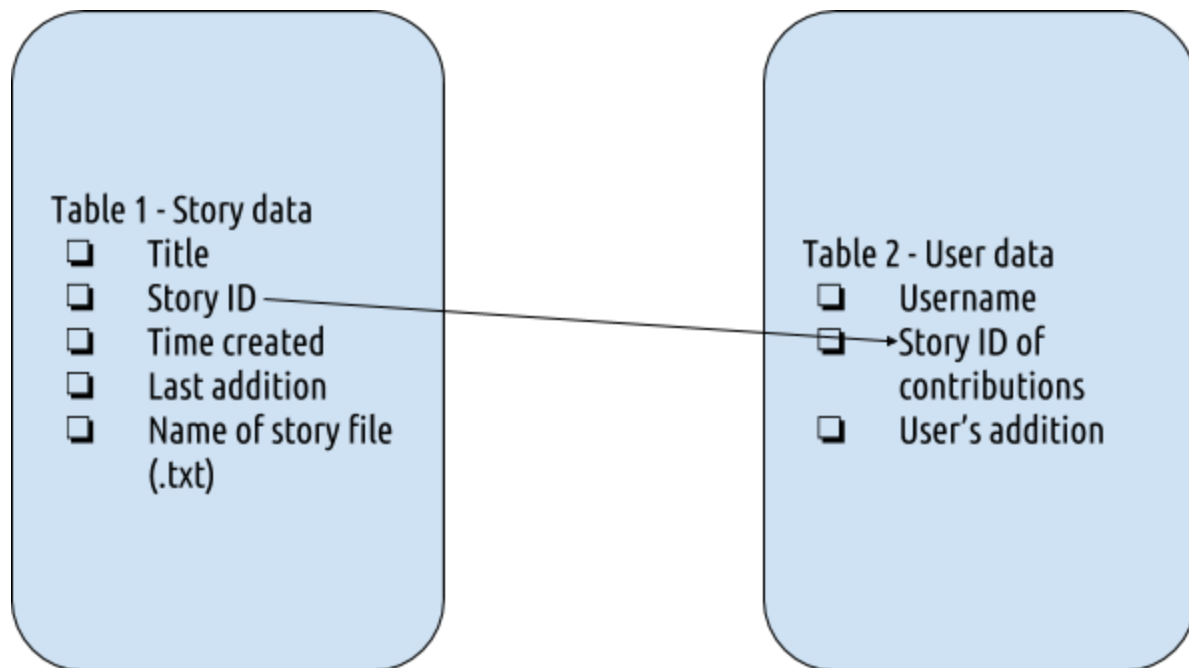 Table 1 - Story data
❏ Title
❏ Story ID
❏ Time created
❏ Last addition
❏ Name of story file
(.txt)
Table 2 - User data
❏ Username
❏ Story ID of
contributions
❏ User’s addition